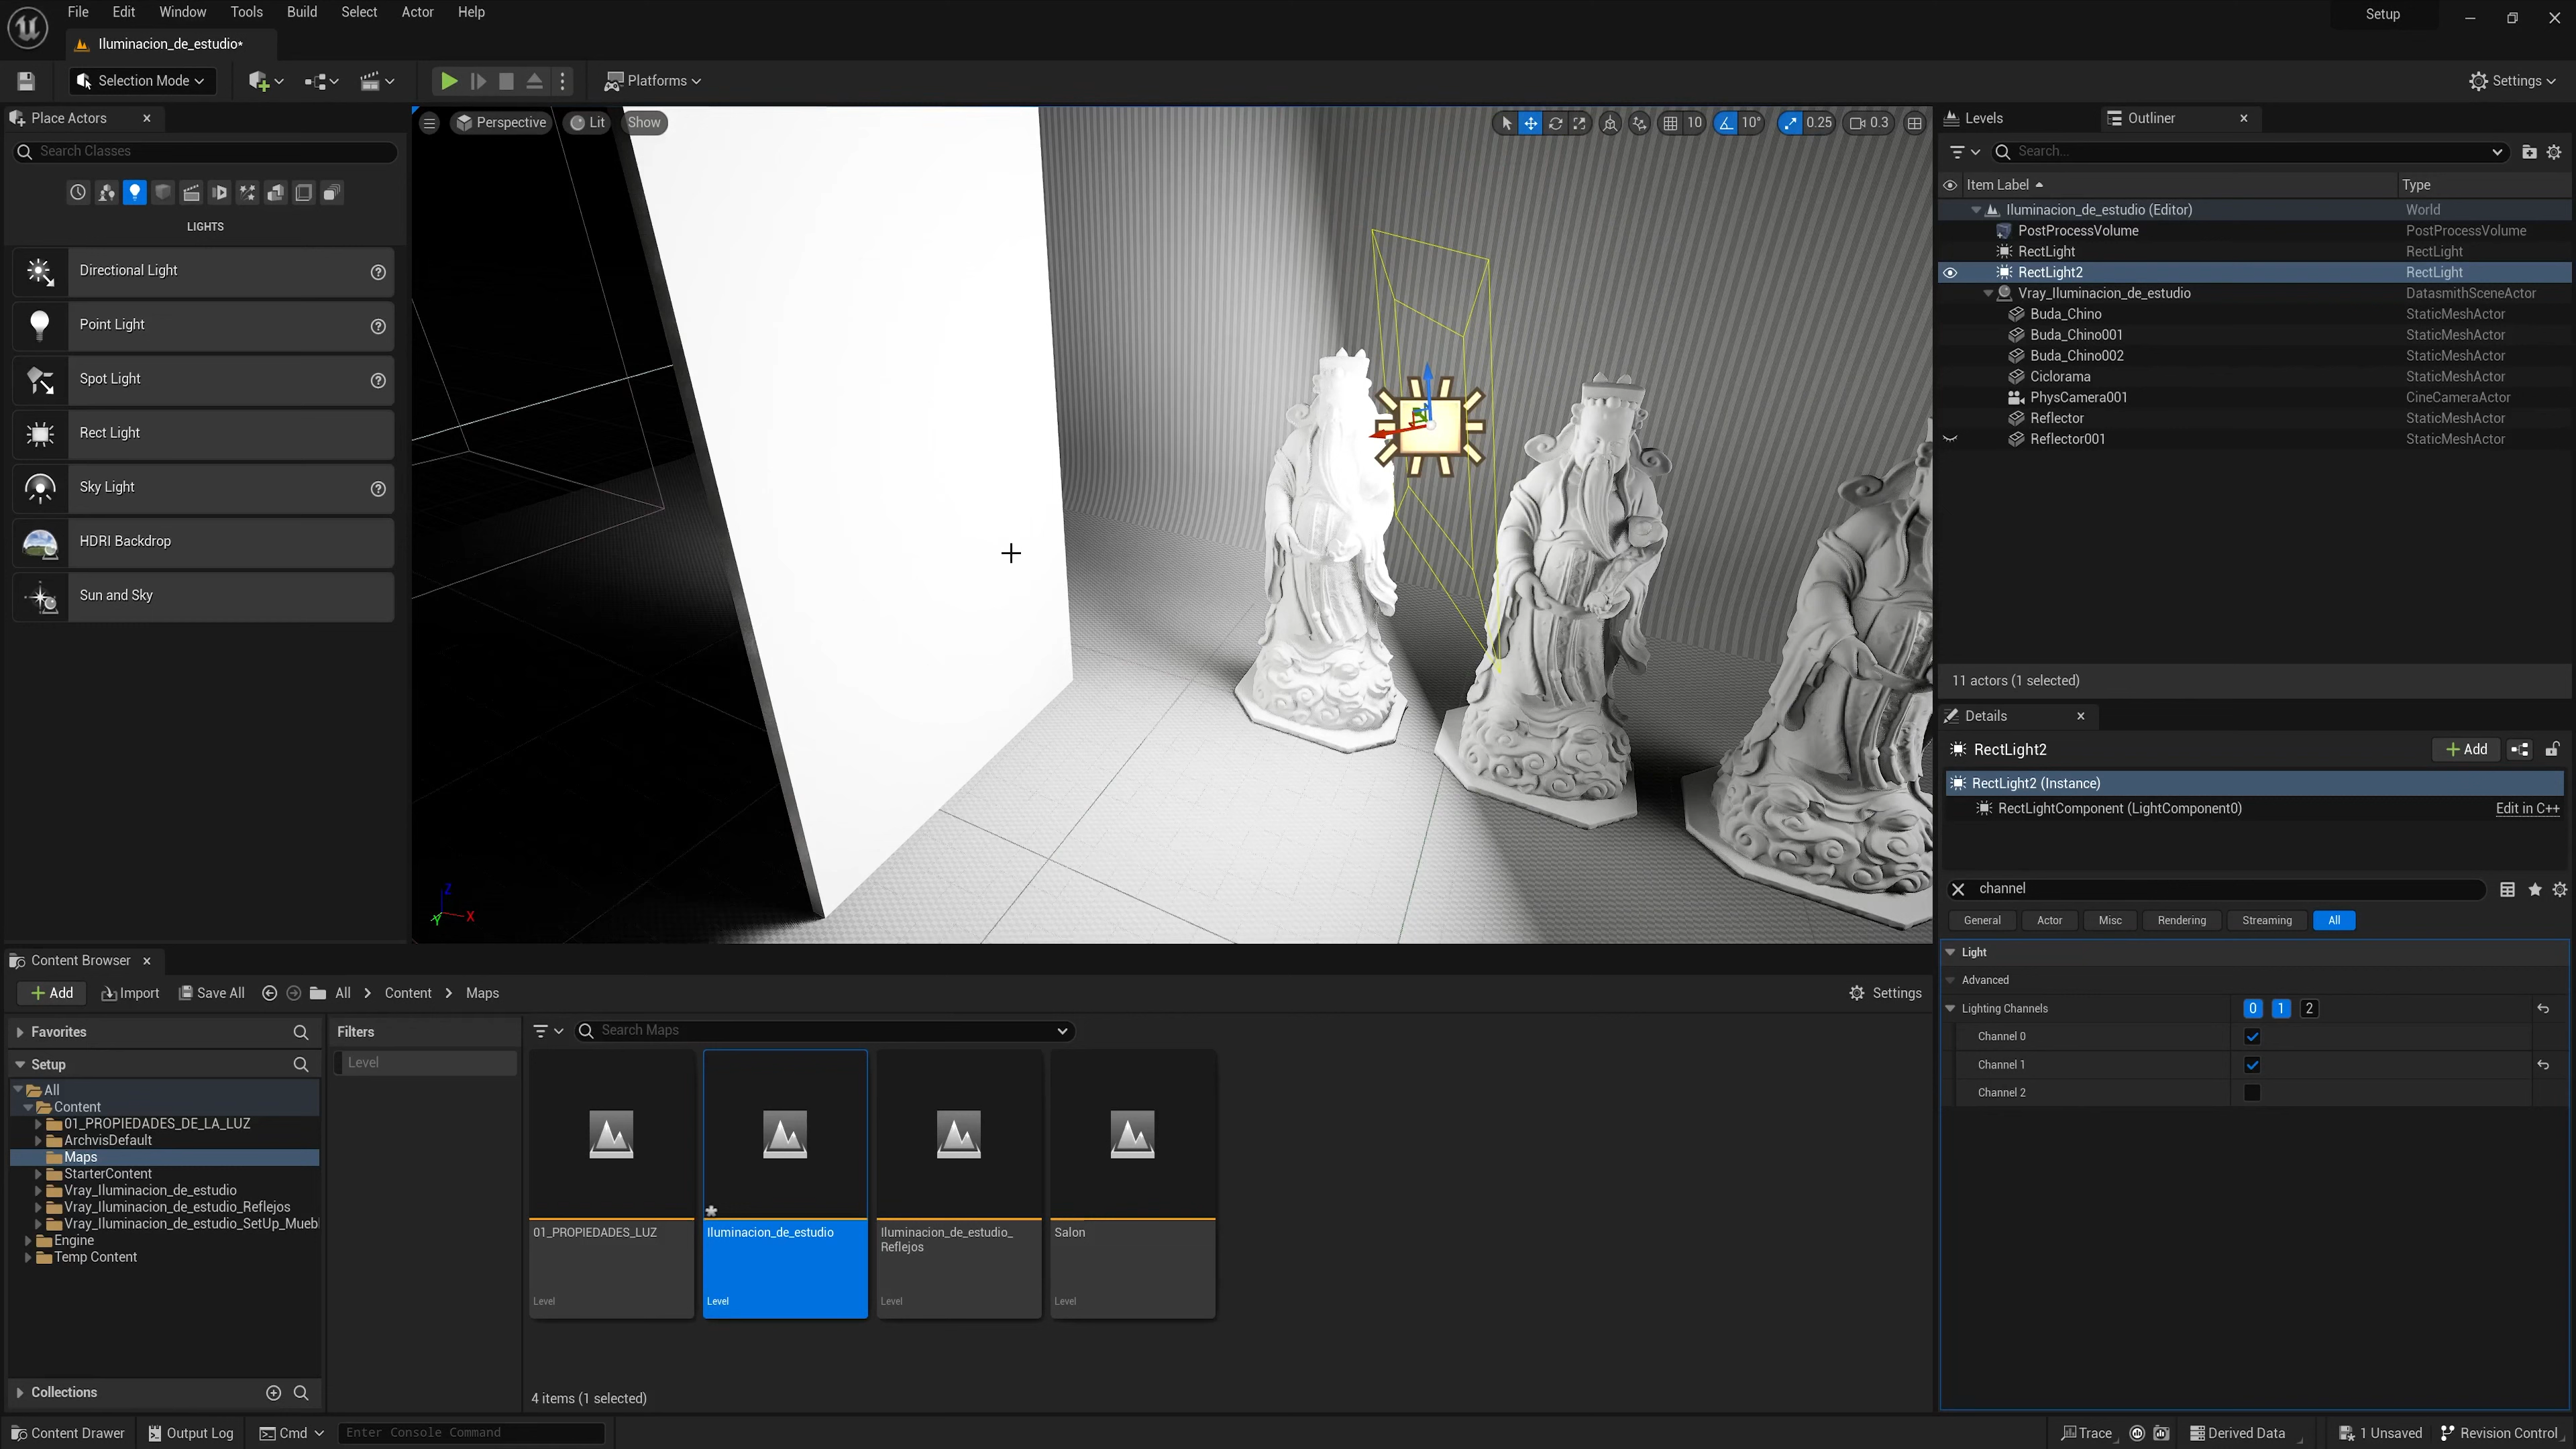 File Edit Window Tools Build Select Actor Help
Setup
Iluminacion_de_estudio*
Selection Mode
Platforms
Settings
Place Actors
Search Classes
LIGHTS
Directional Light
Point Light
Spot Light
Rect Light
Sky Light
HDRI Backdrop
Sun and Sky
Perspective Lit Show
10 10° 0.25 0.3
Z
X
Y
Levels Outliner
Search...
Item Label Type
Iluminacion_de_estudio (Editor) World
PostProcessVolume PostProcessVolume
RectLight RectLight
RectLight2 RectLight
Vray_Iluminacion_de_estudio DatasmithSceneActor
Buda_Chino StaticMeshActor
Buda_Chino001 StaticMeshActor
Buda_Chino002 StaticMeshActor
Ciclorama StaticMeshActor
PhysCamera001 CineCameraActor
Reflector StaticMeshActor
Reflector001 StaticMeshActor
11 actors (1 selected)
Details
RectLight2
Add
RectLight2 (Instance)
RectLightComponent (LightComponent0) Edit in C++
channel
General Actor Misc Rendering Streaming All
Light
Advanced
Lighting Channels 0 1 2
Channel 0
Channel 1
Channel 2
Content Browser
Add Import Save All All Content Maps Settings
Favorites
Setup
All
Content
01_PROPIEDADES_DE_LA_LUZ
ArchvisDefault
Maps
StarterContent
Vray_Iluminacion_de_estudio
Vray_Iluminacion_de_estudio_Reflejos
Vray_Iluminacion_de_estudio_SetUp_Muebl
Engine
Temp Content
Collections
Filters
Level
Search Maps
01_PROPIEDADES_LUZ
Level
Iluminacion_de_estudio
Level
Iluminacion_de_estudio_
Reflejos
Level
Salon
Level
4 items (1 selected)
Content Drawer Output Log Cmd Enter Console Command
Trace Derived Data 1 Unsaved Revision Control